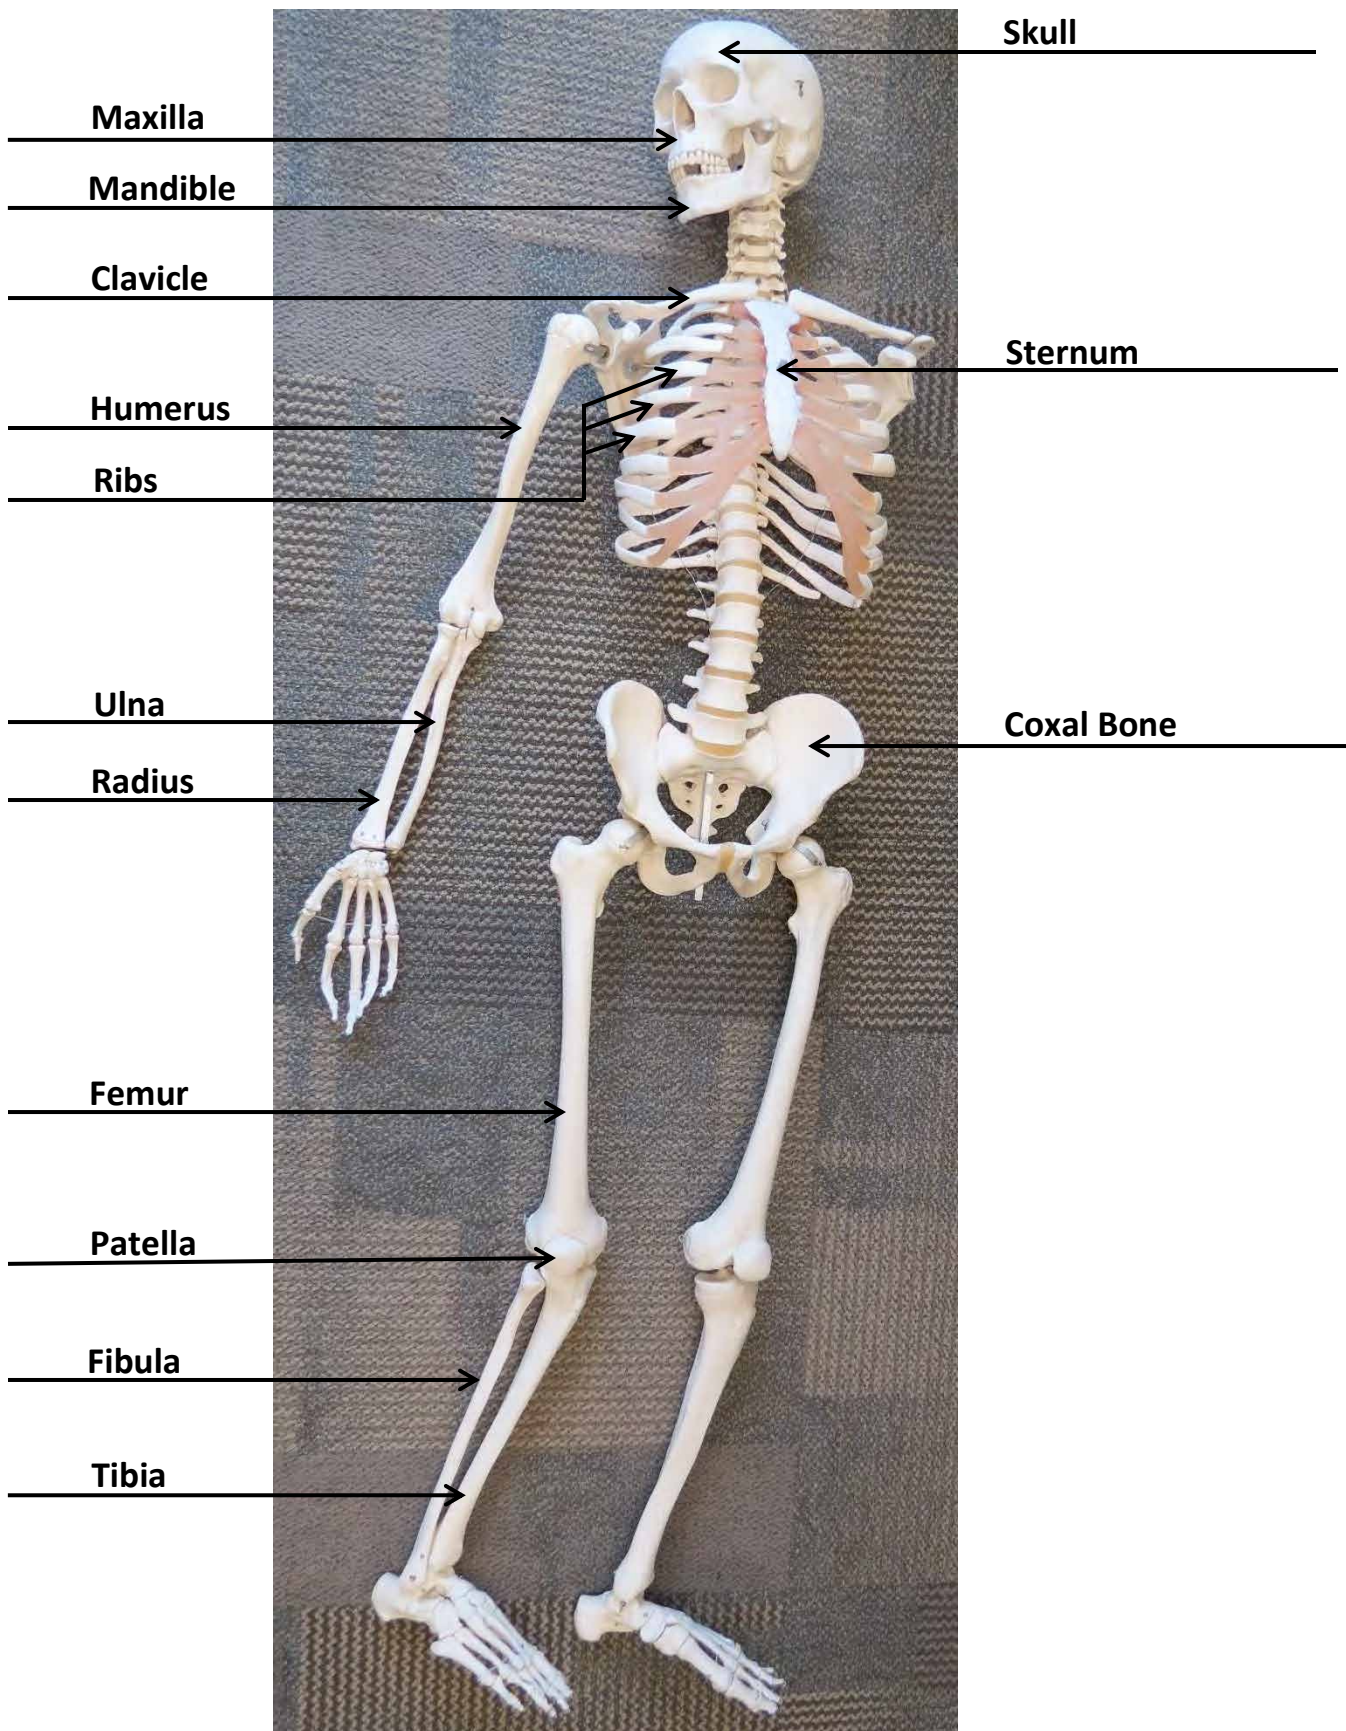 Skull
Maxilla
Mandible
Clavicle
Sternum
Humerus
Ribs
Ulna
Coxal Bone
Radius
Femur
Patella
Fibula
Tibia